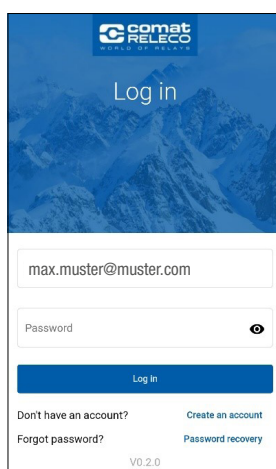 comat
RELECO
WORLD OF RELAYS
Log in
max.muster@muster.com
Password
Log In
Don't have an account? Create an account
Forgot password? Password recovery
V0.2.0